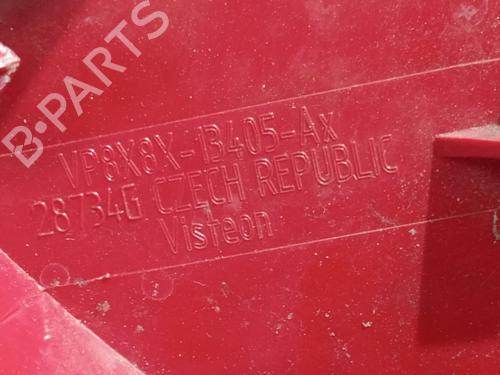 VP8X8X-13405-Ax
28734G CZECH REPUBLIC
Visteon
B-PARTS